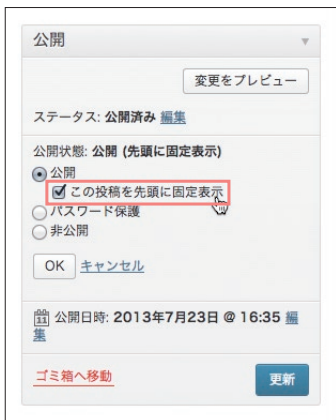 公開
変更をプレビュー
ステータス: 公開済み 編集
公開状態: 公開 (先頭に固定表示)
公開
この投稿を先頭に固定表示
パスワード保護
非公開
OK キャンセル
11 公開日時: 2013年7月23日 @ 16:35 編
集
ゴミ箱へ移動 更新